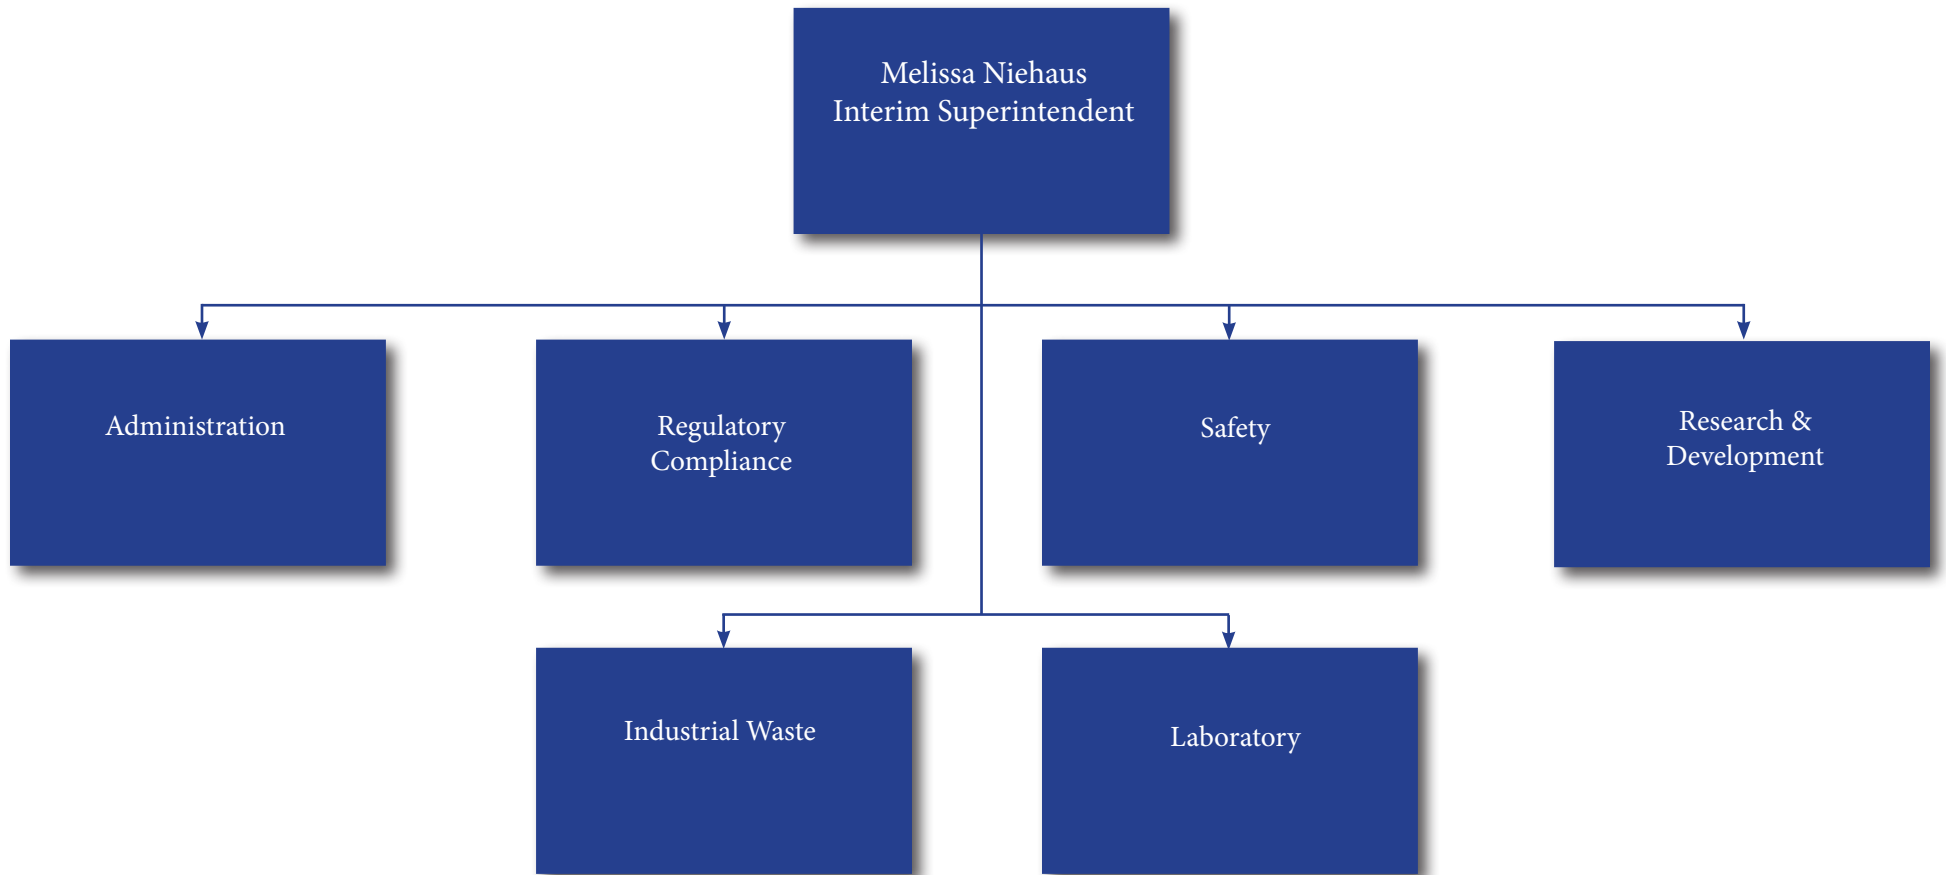 Melissa Niehaus
Interim Superintendent
Administration
Regulatory
Compliance
Safety
Research &
Development
Industrial Waste
Laboratory